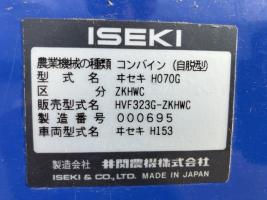 ISEKI
農業機械の種類 コンバイン（自脱型）
型式名 ヰセキ HO70G
区分 ZKHWC
販売型式名 HVF323G-ZKHWC
製造番号 000695
車両型式名 ヰセキ H153
製造会社 井関農機株式会社
ISEKI & CO., LTD. MADE IN JAPAN